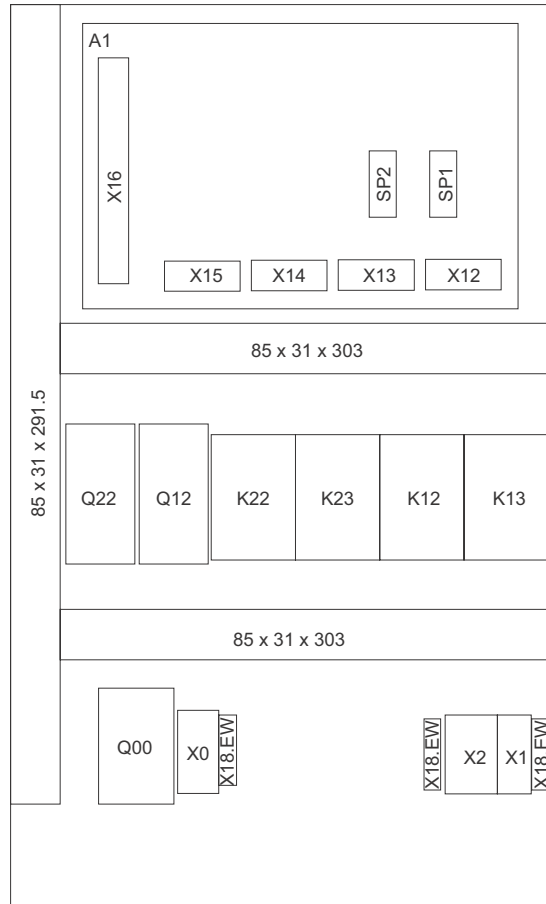 A1
X16
SP2
SP1
X15
X14
X13
X12
85 x 31 x 303
85 x 31 x 291.5
Q22
Q12
K22
K23
K12
K13
85 x 31 x 303
Q00
X0
X18.EW
X18.EW
X2
X1
X18.EW